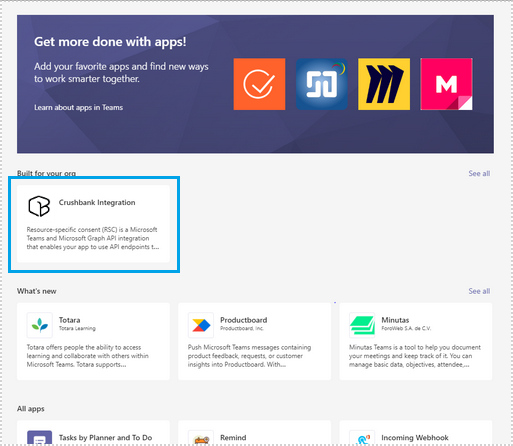 Get more done with apps!
Add your favorite apps and find new ways
to work smarter together.
Learn about apps in Teams
Built for your org
See all
Crushbank Integration
Resource-specific consent (RSC) is a Microsoft
Teams and Microsoft Graph API integration
that enables your app to use API endpoints t...
What's new
See all
Totara
Totara Learning
Totara offers people the ability to access
learning and collaborate with others within
Microsoft Teams. Totara supports...
Productboard
Productboard, Inc.
Push Microsoft Teams messages containing
product feedback, requests, or customer
insights into Productboard. With...
Minutas
ForoWeb S.A. de C.V.
Minutas Teams is a tool to help you document
your meetings and keep track of it. You can
manage basic data, objectives, attendee,...
All apps
Tasks by Planner and To Do
Remind
Incoming Webhook